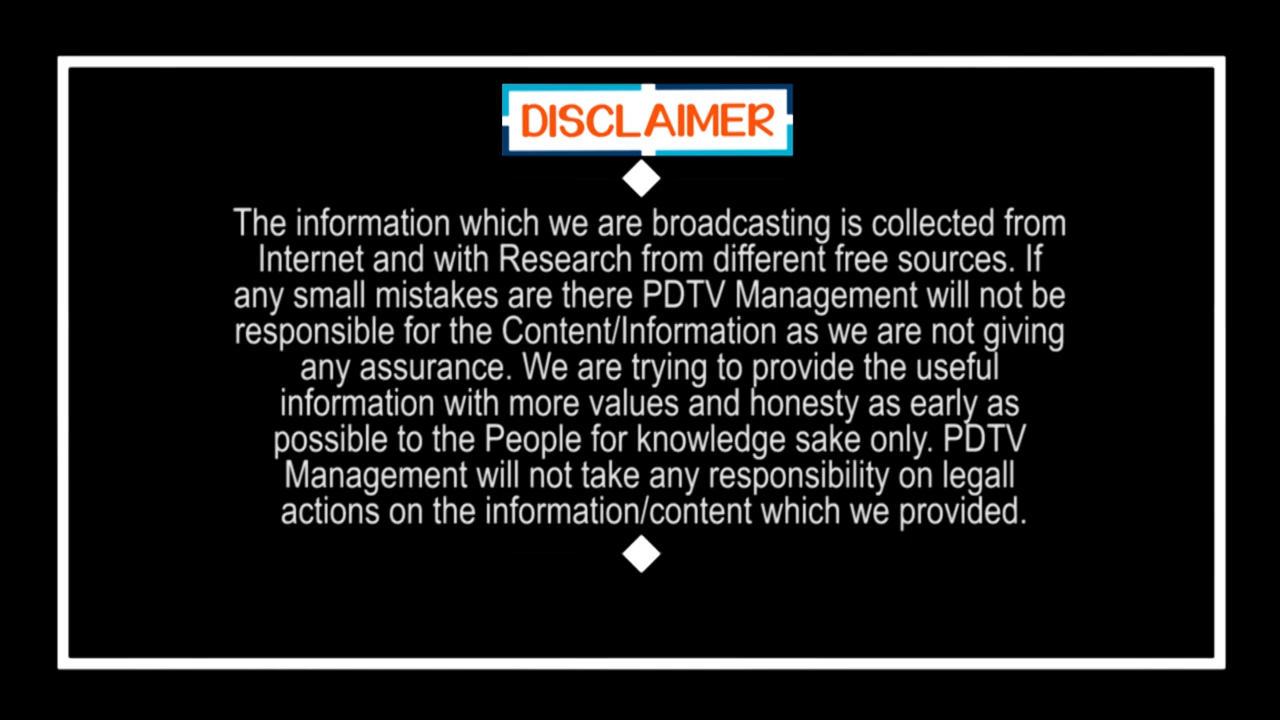 DISCLAIMER
The information which we are broadcasting is collected from
Internet and with Research from different free sources. If
any small mistakes are there PDTV Management will not be
responsible for the Content/Information as we are not giving
any assurance. We are trying to provide the useful
information with more values and honesty as early as
possible to the People for knowledge sake only. PDTV
Management will not take any responsibility on legall
actions on the information/content which we provided.